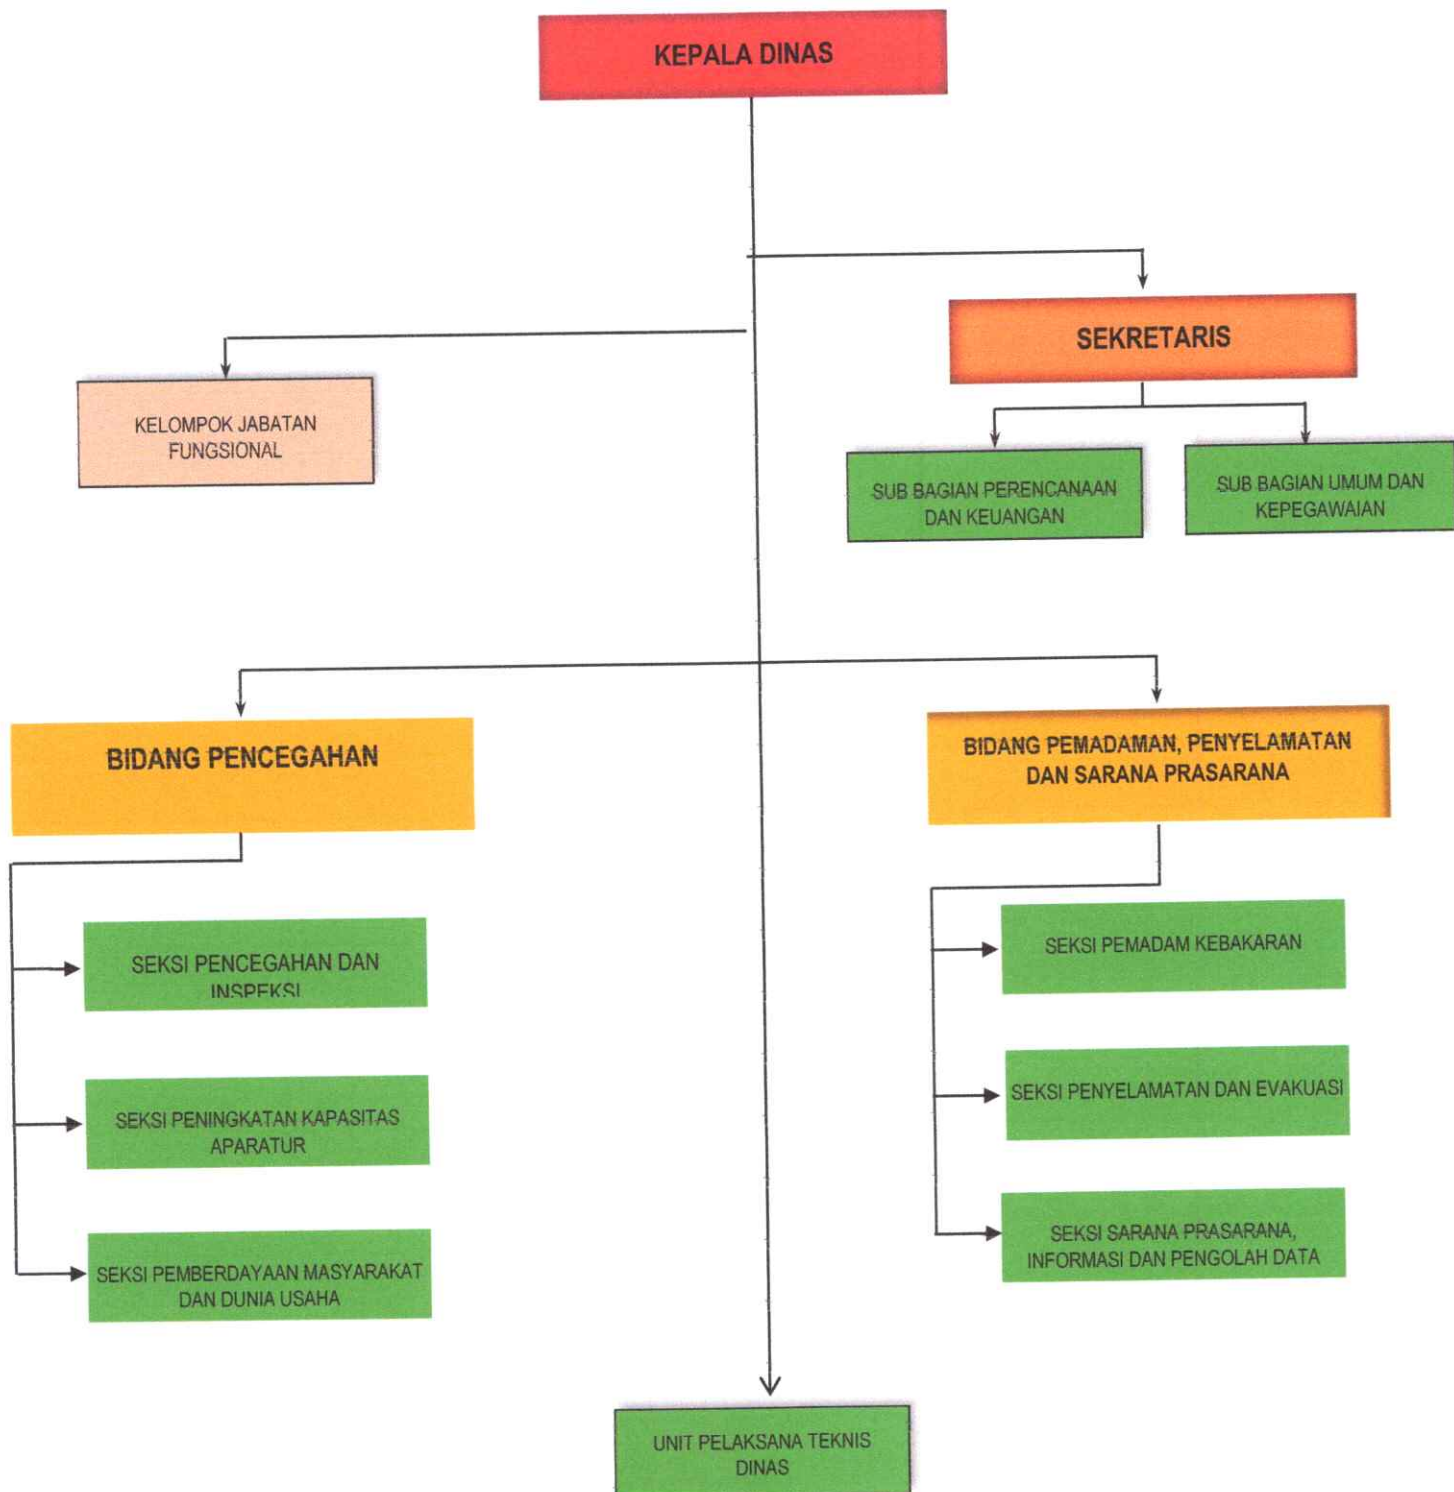 KEPALA DINAS
SEKRETARIS
KELOMPOK JABATAN
FUNGSIONAL
SUB BAGIAN PERENCANAAN
DAN KEUANGAN
SUB BAGIAN UMUM DAN
KEPEGAWAIAN
BIDANG PENCEGAHAN
BIDANG PEMADAMAN, PENYELAMATAN
DAN SARANA PRASARANA
SEKSI PENCEGAHAN DAN
INSPEKSI
SEKSI PENINGKATAN KAPASITAS
APARATUR
SEKSI PEMBERDAYAAN MASYARAKAT
DAN DUNIA USAHA
SEKSI PEMADAM KEBAKARAN
SEKSI PENYELAMATAN DAN EVAKUASI
SEKSI SARANA PRASARANA,
INFORMASI DAN PENGOLAH DATA
UNIT PELAKSANA TEKNIS
DINAS